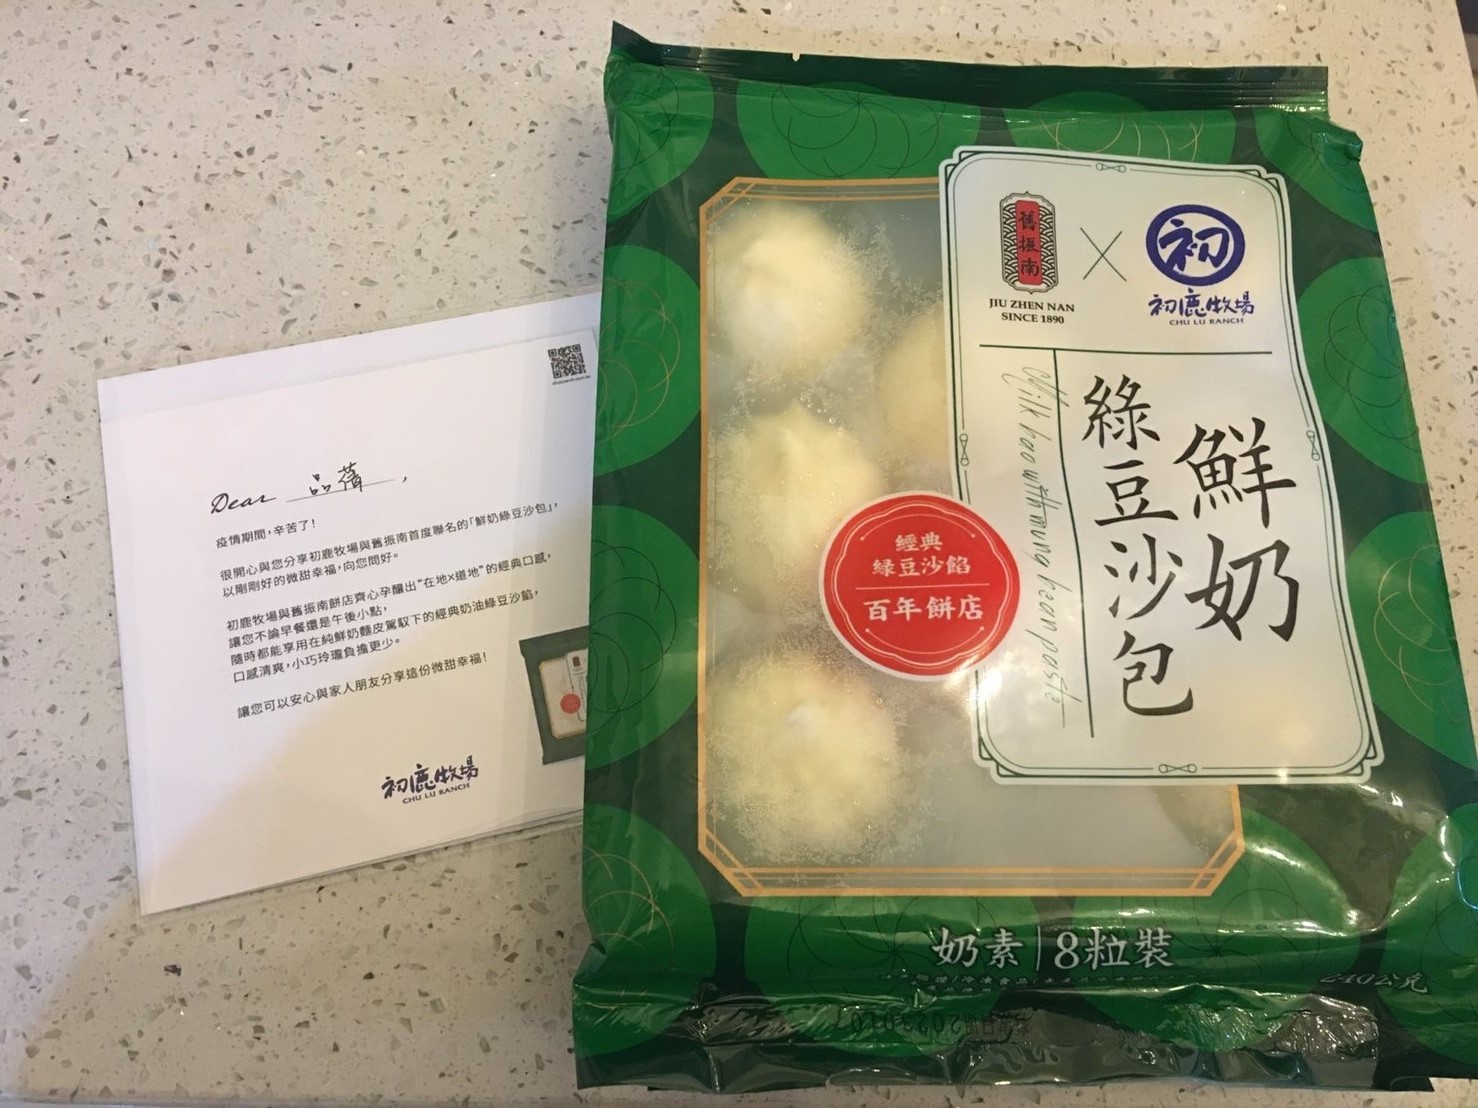 Dear 品蒨,
疫情期間,辛苦了!
很開心與您分享初鹿牧場與舊振南首度聯名的「鮮奶綠豆沙包」,
以剛剛好的微甜幸福,向您問好。
初鹿牧場與舊振南餅店齊心孕釀出"在地×道地"的經典口感,
讓您不論早餐還是午後小點,
隨時都能享用在純鮮奶麵皮駕馭下的經典奶油綠豆沙餡,
口感清爽,小巧玲瓏負擔更少。
讓您可以安心與家人朋友分享這份微甜幸福!
初鹿牧場
CHU LU RANCH
舊振南
JIU ZHEN NAN
SINCE 1890
初
初鹿牧場
CHU LU RANCH
鮮奶
綠豆沙包
Milk bao with mung bean paste
經典
綠豆沙餡
百年餅店
奶素|8粒裝
240公克